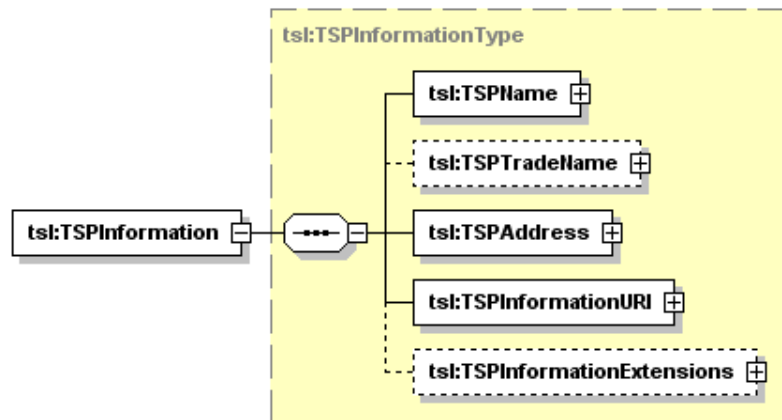 tsl:TSPInformationType
tsl:TSPName
tsl:TSPTradeName
tsl:TSPInformation
tsl:TSPAddress
tsl:TSPInformationURI
tsl:TSPInformationExtensions